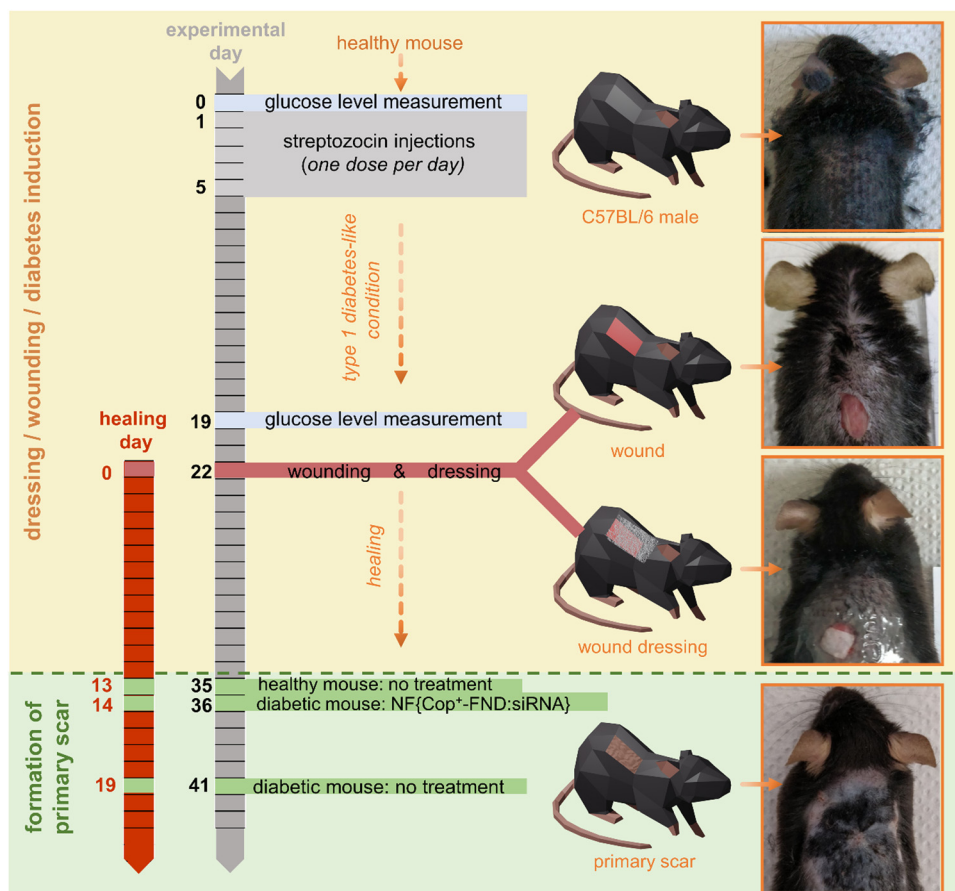 experimental
day
healthy mouse
0
glucose level measurement
1
streptozocin injections
(one dose per day)
5
C57BL/6 male
dressing / wounding / diabetes induction
type 1 diabetes-like
condition
healing
day
19
glucose level measurement
wound
0
22
wounding & dressing
healing
wound dressing
13
35
healthy mouse: no treatment
14
36
diabetic mouse: NF{Cop⁺-FND:siRNA}
formation of
primary scar
19
41
diabetic mouse: no treatment
primary scar